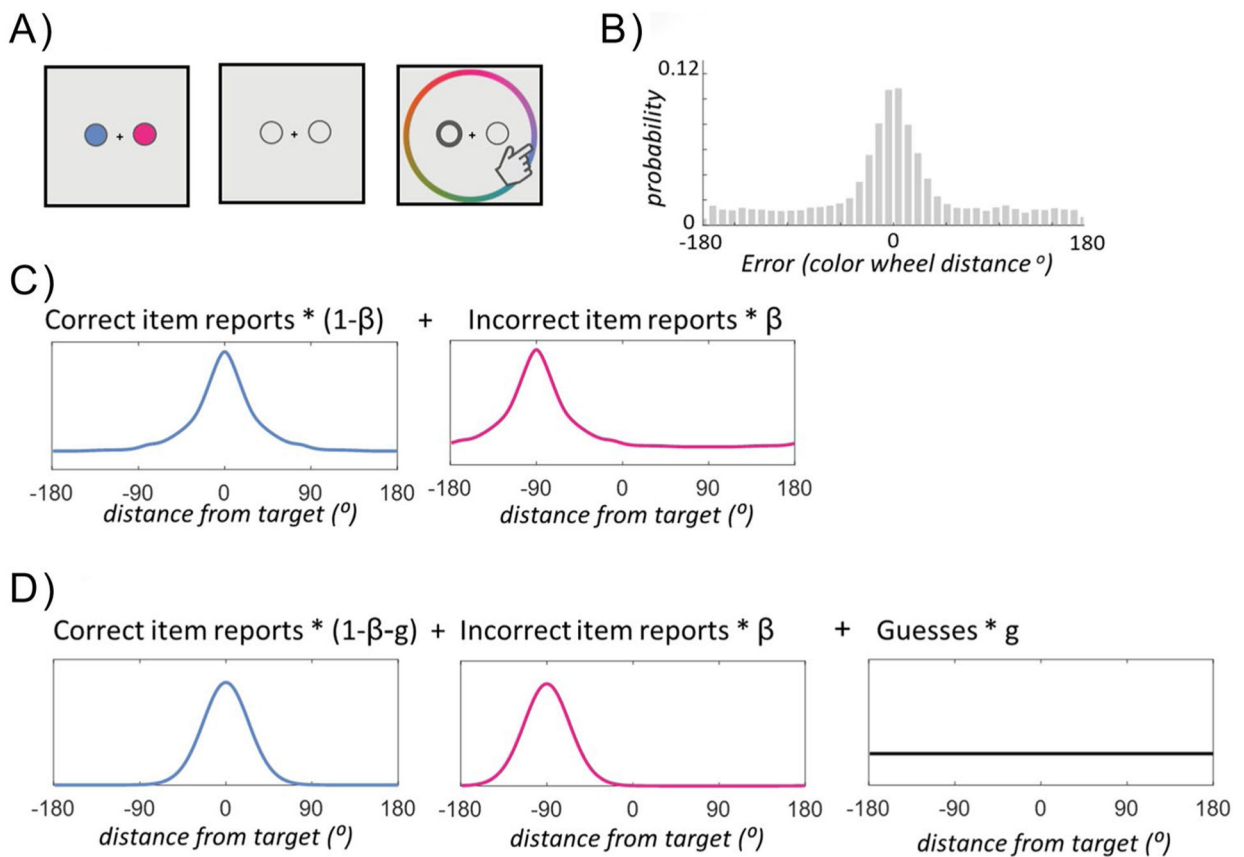 A)
B)
0.12
probability
0
-180
0
180
Error (color wheel distance º)
C)
Correct item reports * (1-β) + Incorrect item reports * β
-180
-90
0
90
180
distance from target (º)
-180
-90
0
90
180
distance from target (º)
D)
Correct item reports * (1-β-g) + Incorrect item reports * β + Guesses * g
-180
-90
0
90
180
distance from target (º)
-180
-90
0
90
180
distance from target (º)
-180
-90
0
90
180
distance from target (º)